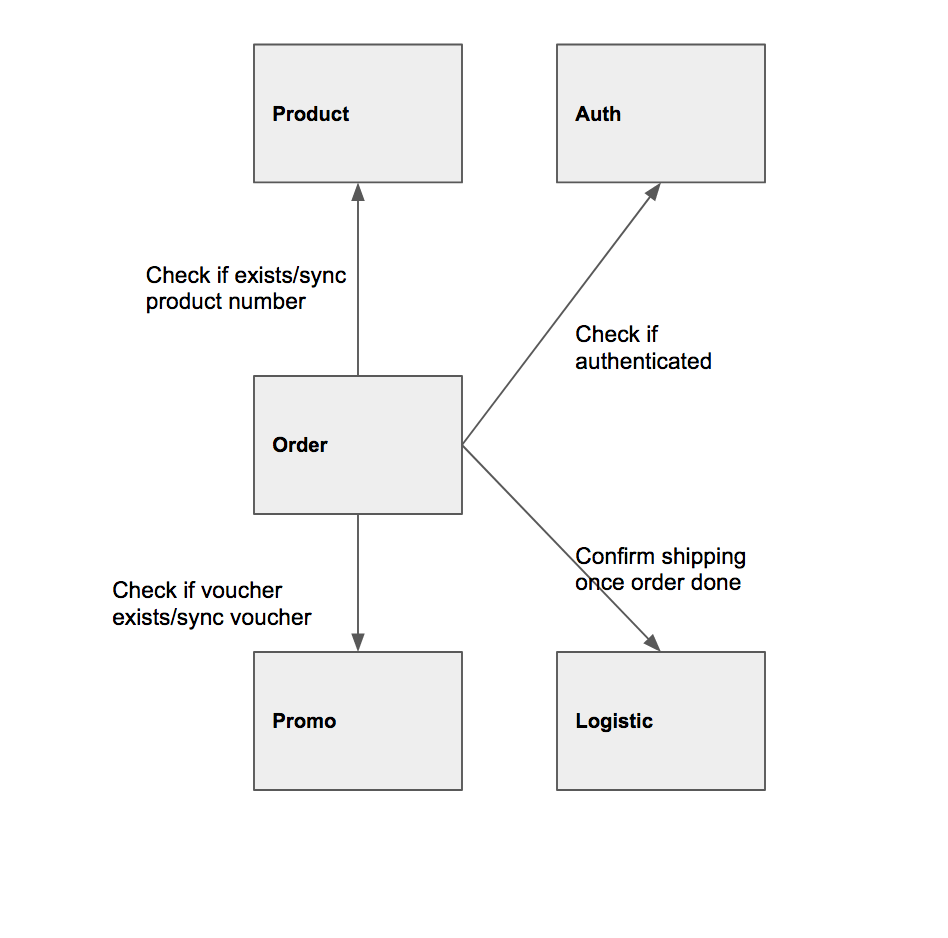 Product
Auth
Check if exists/sync
product number
Check if
authenticated
Order
Confirm shipping
once order done
Check if voucher
exists/sync voucher
Promo
Logistic